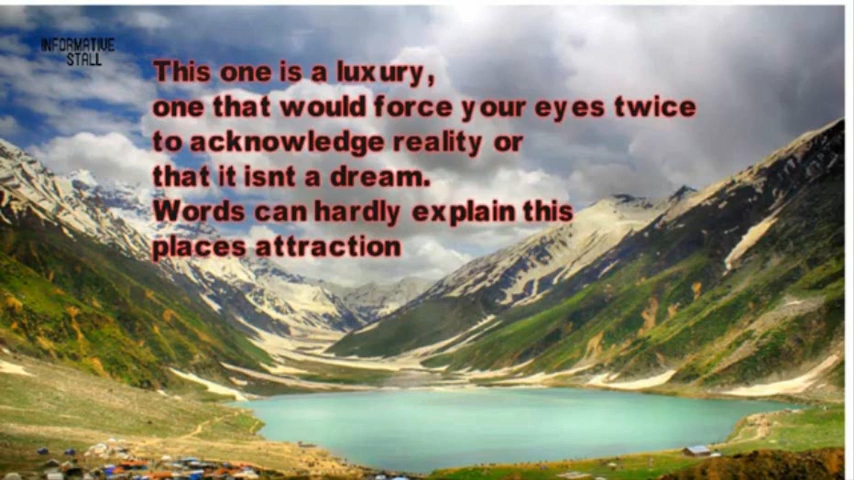 INFORMATIVE
STALL
This one is a luxury,
one that would force your eyes twice
to acknowledge reality or
that it isnt a dream.
Words can hardly explain this
places attraction